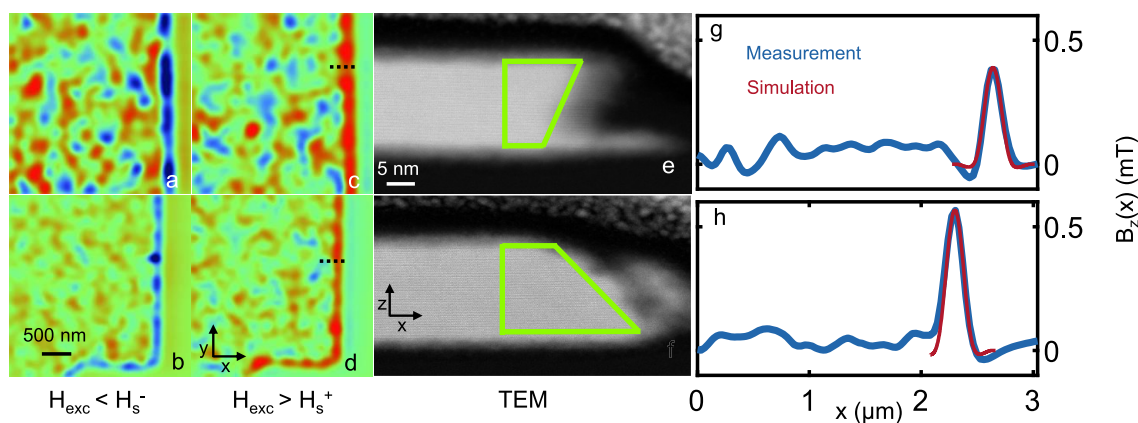 a
c
e
5 nm
b
500 nm
d
y
x
z
x
f
H_exc < H_s^-
H_exc > H_s^+
TEM
g
Measurement
Simulation
0.5
0
h
0.5
0
B_z(x) (mT)
0 1 2 3
x (µm)